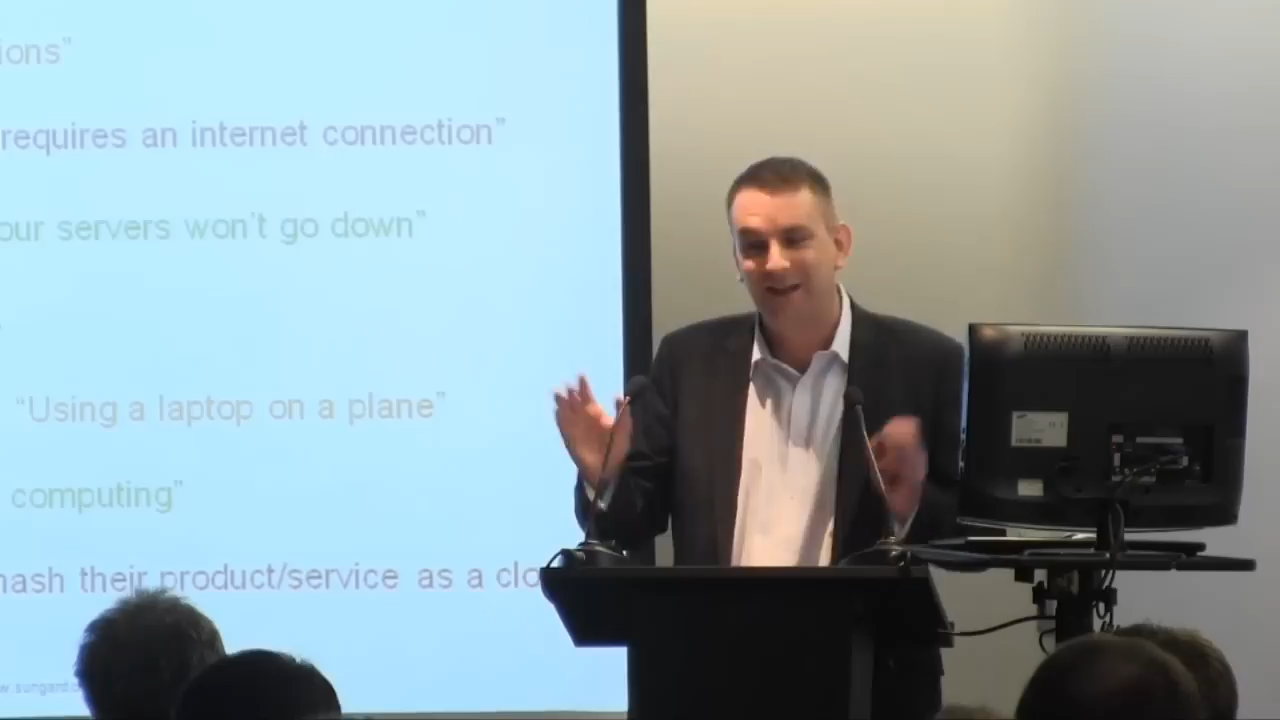 ions”
requires an internet connection”
our servers won’t go down”
“Using a laptop on a plane”
computing”
hash their product/service as a clo
w.sungard.